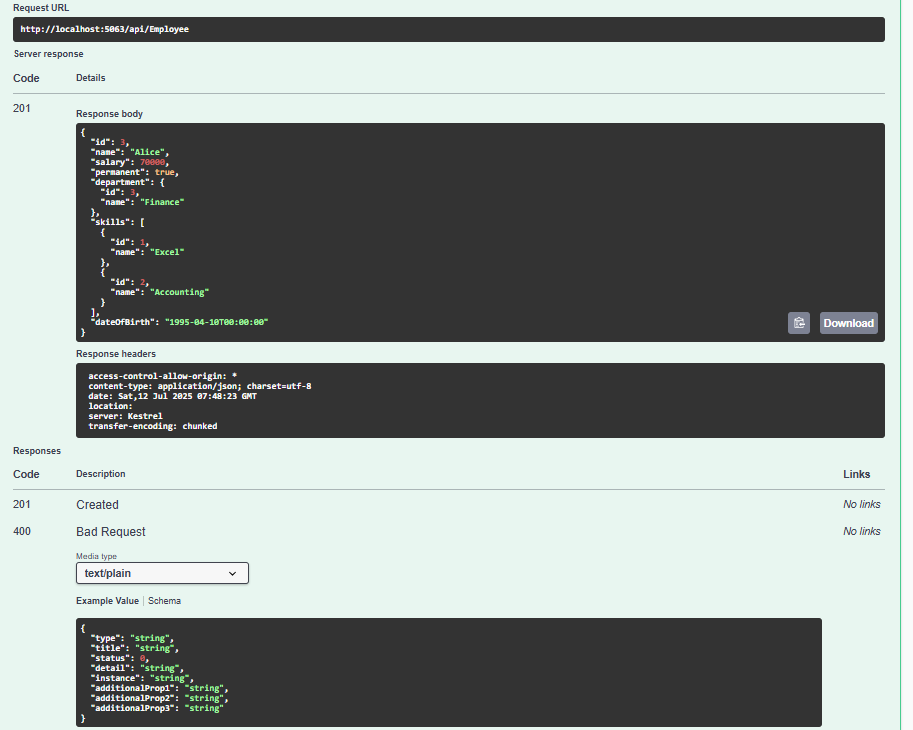 Request URL
http://localhost:5063/api/Employee
Server response
Code Details
201
Response body
{
"id": 3,
"name": "Alice",
"salary": 70000,
"permanent": true,
"department": {
"id": 3,
"name": "Finance"
},
"skills": [
{
"id": 1,
"name": "Excel"
},
{
"id": 2,
"name": "Accounting"
}
],
"dateOfBirth": "1995-04-10T00:00:00"
}
Download
Response headers
access-control-allow-origin: *
content-type: application/json; charset=utf-8
date: Sat,12 Jul 2025 07:48:23 GMT
location:
server: Kestrel
transfer-encoding: chunked
Responses
Code Description Links
201 Created No links
400 Bad Request No links
Media type
text/plain
Example Value | Schema
{
"type": "string",
"title": "string",
"status": 0,
"detail": "string",
"instance": "string",
"additionalProp1": "string",
"additionalProp2": "string",
"additionalProp3": "string"
}